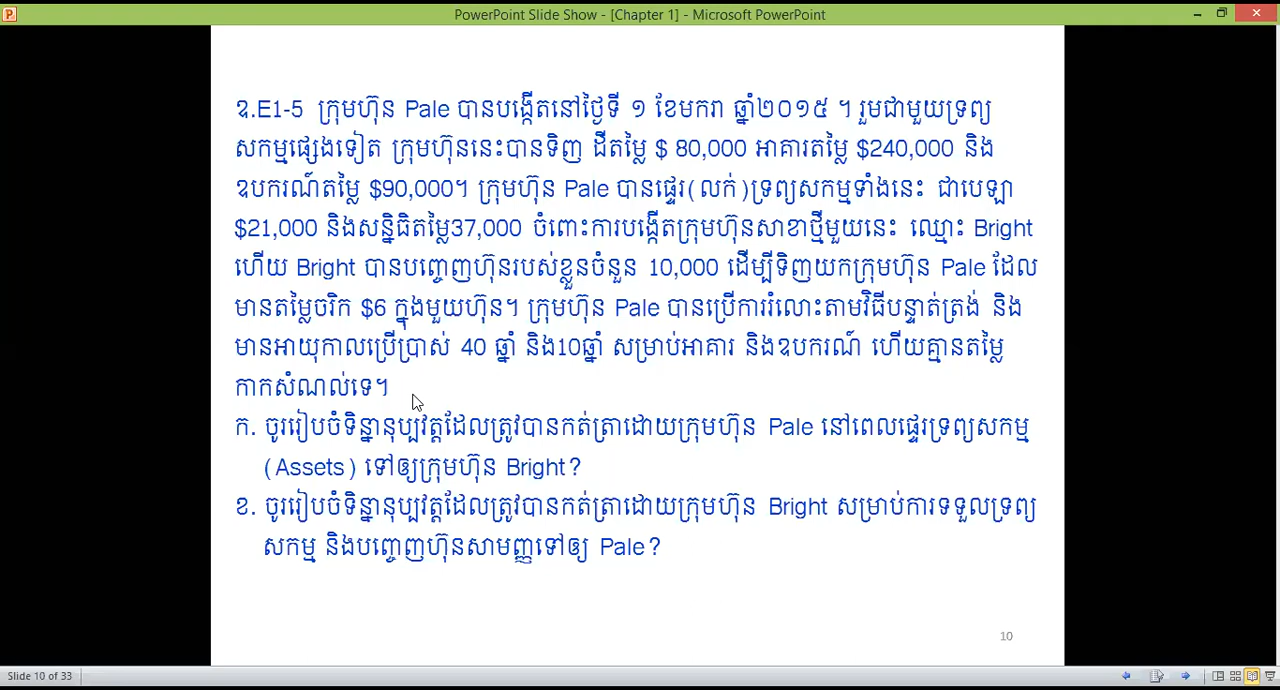 PowerPoint Slide Show - [Chapter 1] - Microsoft PowerPoint
ឧ.E1-5 ក្រុមហ៊ុន Pale បានបង្កើតនៅថ្ងៃទី ១ ខែមករា ឆ្នាំ២០១៥ ។ រួមជាមួយទ្រព្យ
សកម្មផ្សេងទៀត ក្រុមហ៊ុននេះបានទិញ ដីតម្លៃ $ 80,000 អាគារតម្លៃ $240,000 និង
ឧបករណ៍តម្លៃ $90,000។ ក្រុមហ៊ុន Pale បានផ្ទេរ(លក់)ទ្រព្យសកម្មទាំងនេះ ជាបេឡា
$21,000 និងសន្និធិតម្លៃ37,000 ចំពោះការបង្កើតក្រុមហ៊ុនសាខាថ្មីមួយនេះ ឈ្មោះ Bright
ហើយ Bright បានបញ្ចេញហ៊ុនរបស់ខ្លួនចំនួន 10,000 ដើម្បីទិញយកក្រុមហ៊ុន Pale ដែល
មានតម្លៃចរិក $6 ក្នុងមួយហ៊ុន។ ក្រុមហ៊ុន Pale បានប្រើការរំលោះតាមវិធីបន្ទាត់ត្រង់ និង
មានអាយុកាលប្រើប្រាស់ 40 ឆ្នាំ និង10ឆ្នាំ សម្រាប់អាគារ និងឧបករណ៍ ហើយគ្មានតម្លៃ
កាកសំណល់ទេ។
ក. ចូររៀបចំទិន្នានុប្បវត្តដែលត្រូវបានកត់ត្រាដោយក្រុមហ៊ុន Pale នៅពេលផ្ទេរទ្រព្យសកម្ម
(Assets) ទៅឲ្យក្រុមហ៊ុន Bright?
ខ. ចូររៀបចំទិន្នានុប្បវត្តដែលត្រូវបានកត់ត្រាដោយក្រុមហ៊ុន Bright សម្រាប់ការទទួលទ្រព្យ
សកម្ម និងបញ្ចេញហ៊ុនសាមញ្ញទៅឲ្យ Pale?
10
Slide 10 of 33